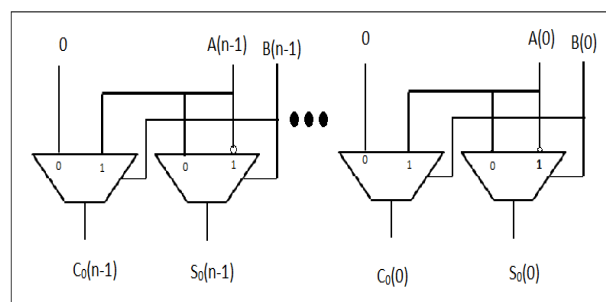 0 A(n-1) B(n-1) 0 A(0) B(0)
0 1 0 1 0 1 0 1
C₀(n-1) S₀(n-1) C₀(0) S₀(0)